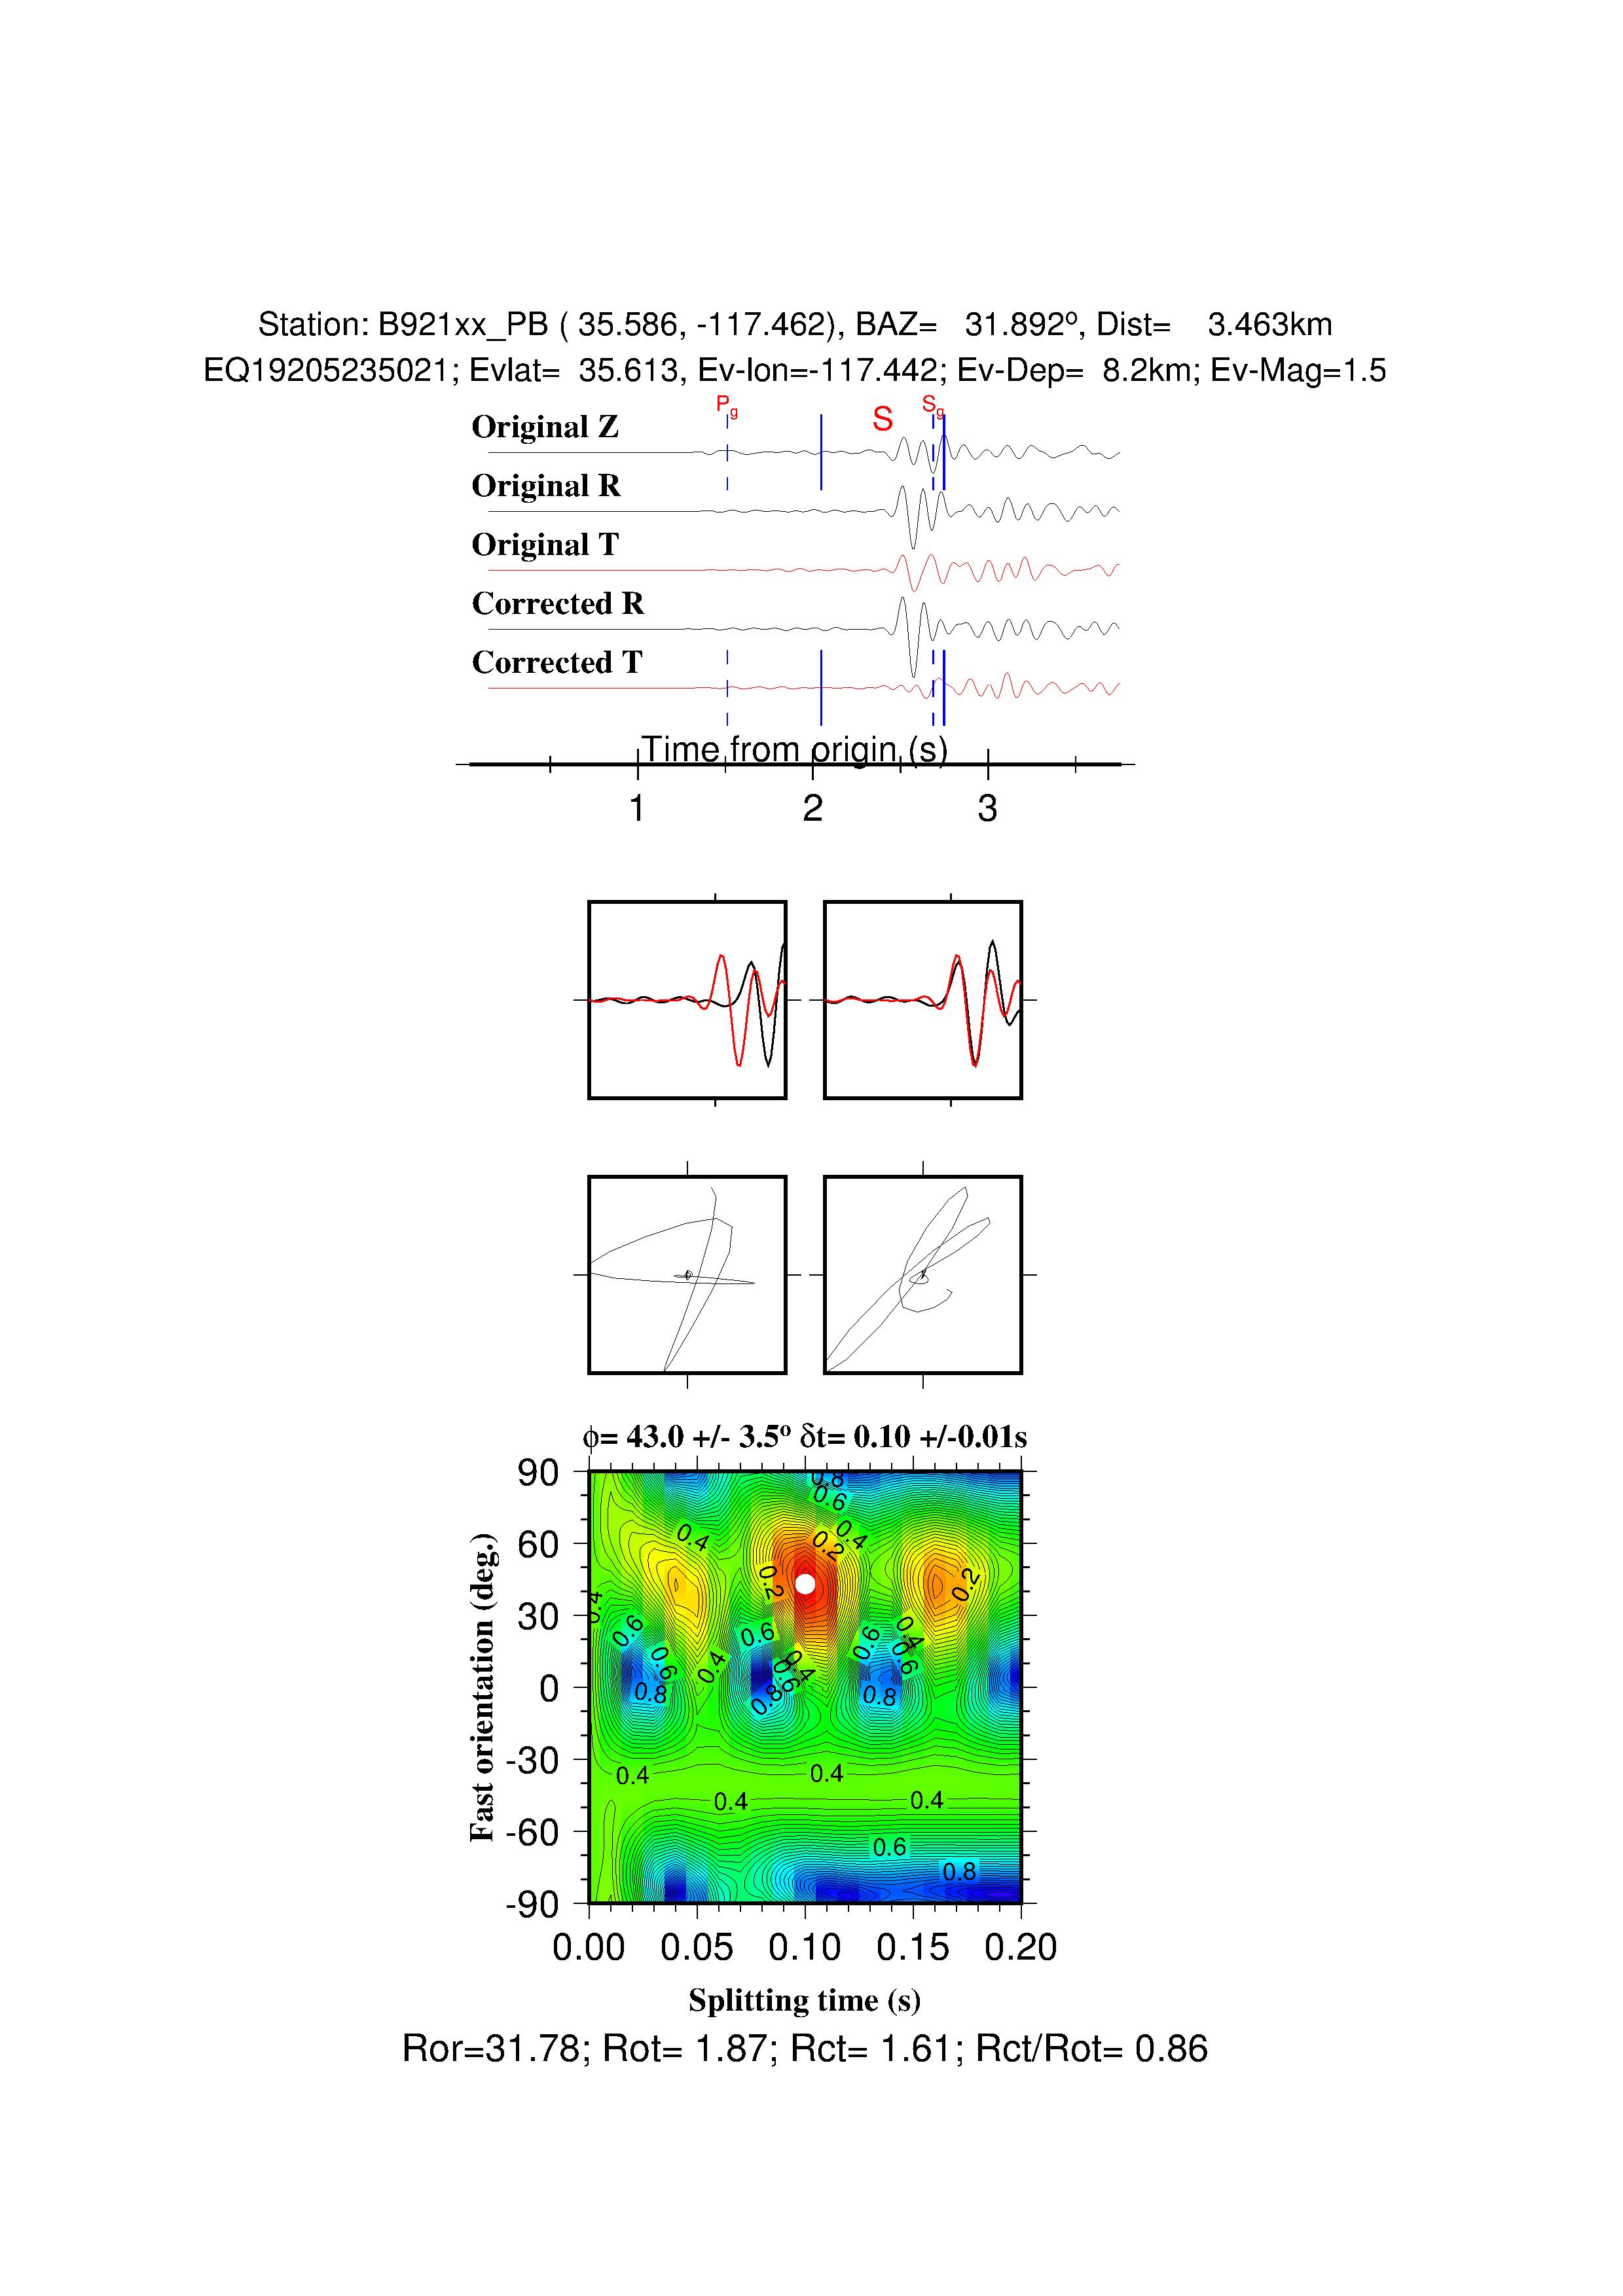 Station: B921xx_PB ( 35.586, -117.462), BAZ= 31.892º, Dist= 3.463km
EQ19205235021; Evlat= 35.613, Ev-lon=-117.442; Ev-Dep= 8.2km; Ev-Mag=1.5
Pg S Sg
Original Z
Original R
Original T
Corrected R
Corrected T
Time from origin (s)
1 2 3
ϕ= 43.0 +/- 3.5º δt= 0.10 +/-0.01s
Fast orientation (deg.)
90
60
30
0
-30
-60
-90
0.8
0.6
0.4
0.4
0.2
0.2
0.2
0.4
0.6
0.6
0.6
0.4
0.6
0.4
0.4
0.6
0.6
0.8
0.8
0.8
0.4
0.4
0.4
0.4
0.6
0.8
0.00 0.05 0.10 0.15 0.20
Splitting time (s)
Ror=31.78; Rot= 1.87; Rct= 1.61; Rct/Rot= 0.86